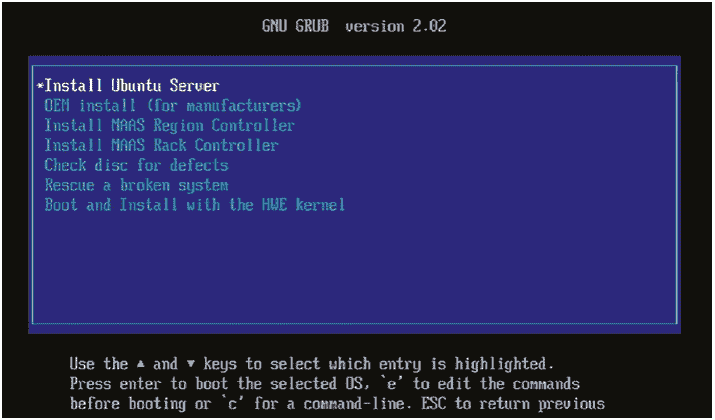 GNU GRUB  version 2.02
*Install Ubuntu Server
OEM install (for manufacturers)
Install MAAS Region Controller
Install MAAS Rack Controller
Check disc for defects
Rescue a broken system
Boot and Install with the HWE kernel
Use the ▲ and ▼ keys to select which entry is highlighted.
Press enter to boot the selected OS, `e' to edit the commands
before booting or `c' for a command-line. ESC to return previous